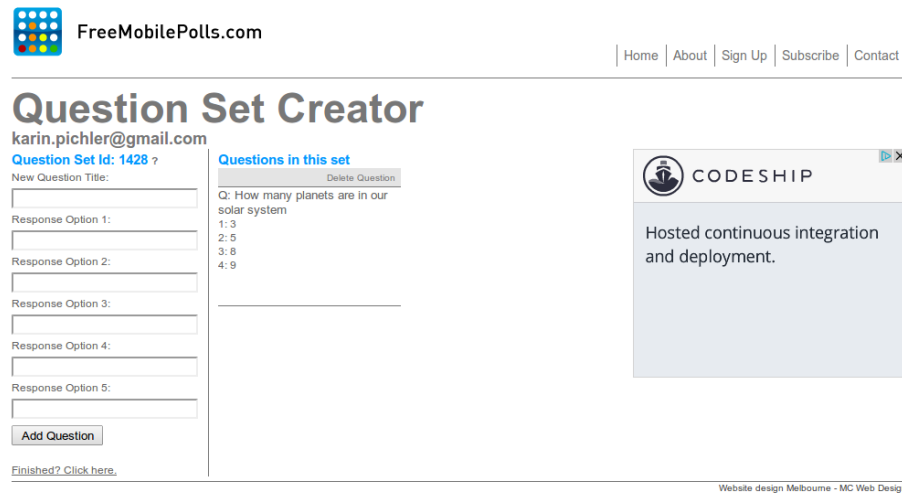 FreeMobilePolls.com
Home
About
Sign Up
Subscribe
Contact
Question Set Creator
karin.pichler@gmail.com
Question Set Id: 1428 ?
New Question Title:
Response Option 1:
Response Option 2:
Response Option 3:
Response Option 4:
Response Option 5:
Add Question
Finished? Click here.
Questions in this set
Delete Question
Q: How many planets are in our
solar system
1: 3
2: 5
3: 8
4: 9
CODESHIP
Hosted continuous integration
and deployment.
Website design Melbourne - MC Web Desig